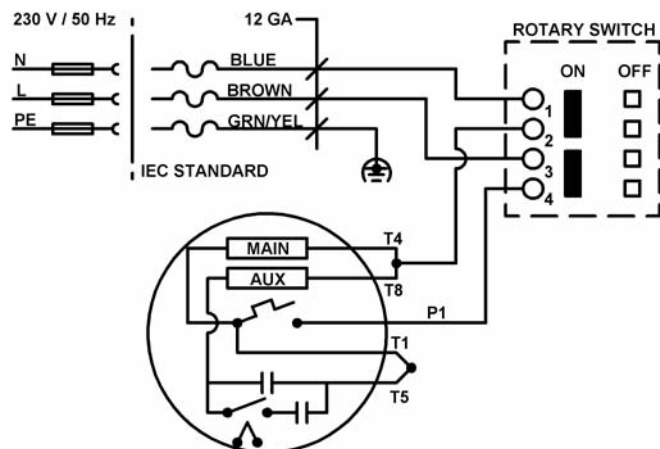 230 V / 50 Hz
12 GA
ROTARY SWITCH
N
BLUE
ON
OFF
L
BROWN
1
PE
GRN/YEL
2
IEC STANDARD
3
4
MAIN
T4
AUX
T8
P1
T1
T5